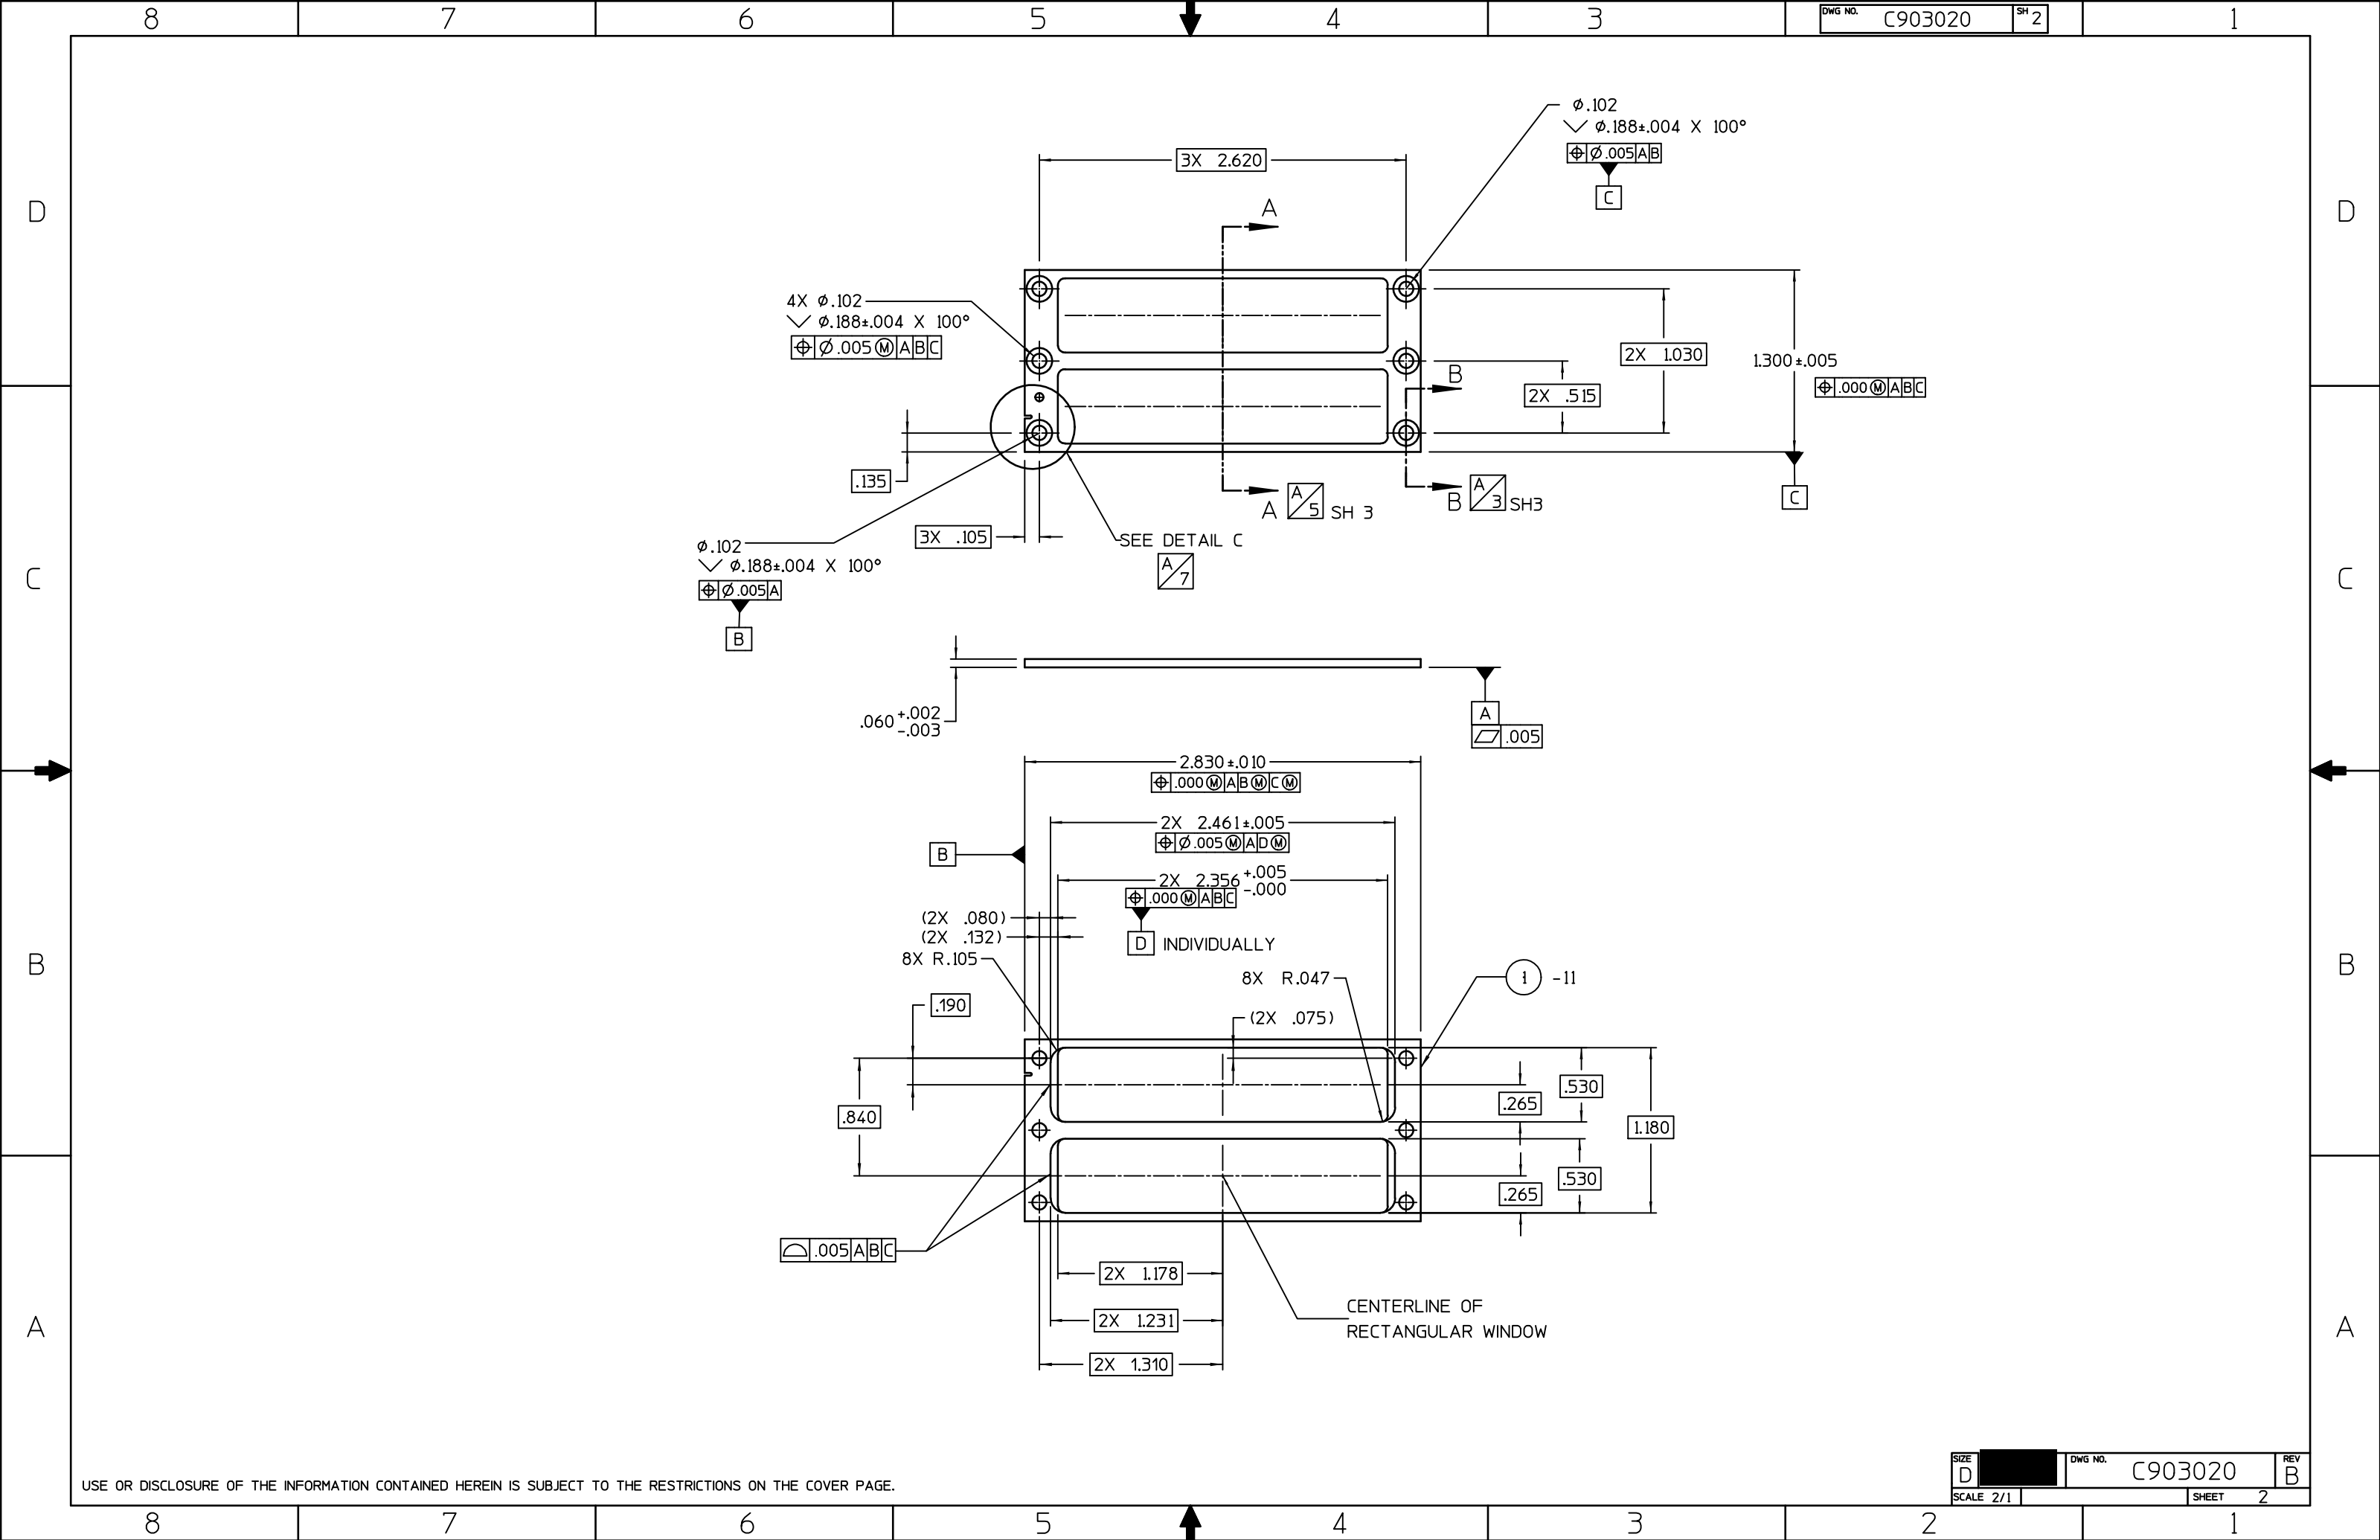 8 7 6 5 4 3 1
DWG NO. C903020 SH 2
D D
C C
B B
A A
3X 2.620
⌀.102
⌵ ⌀.188±.004 X 100°
⌖ ⌀.005 A B
C
A
4X ⌀.102
⌵ ⌀.188±.004 X 100°
⌖ ⌀.005 Ⓜ A B C
2X 1.030
1.300±.005
⌖ .000 Ⓜ A B C
B
2X .515
.135
C
A A/5 SH 3
B A/3 SH3
3X .105
SEE DETAIL C
A/7
⌀.102
⌵ ⌀.188±.004 X 100°
⌖ ⌀.005 A
B
.060 +.002 -.003
A
⏥ .005
2.830±.010
⌖ .000 Ⓜ A B Ⓜ C Ⓜ
2X 2.461±.005
⌖ ⌀.005 Ⓜ A D Ⓜ
B
2X 2.356 +.005 -.000
⌖ .000 Ⓜ A B C
(2X .080)
(2X .132)
D INDIVIDUALLY
8X R.105
8X R.047
1 -11
.190
(2X .075)
.530
.265
.840
1.180
.530
.265
⌓ .005 A B C
2X 1.178
2X 1.231
CENTERLINE OF
RECTANGULAR WINDOW
2X 1.310
USE OR DISCLOSURE OF THE INFORMATION CONTAINED HEREIN IS SUBJECT TO THE RESTRICTIONS ON THE COVER PAGE.
SIZE D DWG NO. C903020 REV B
SCALE 2/1 SHEET 2
8 7 6 5 4 3 2 1